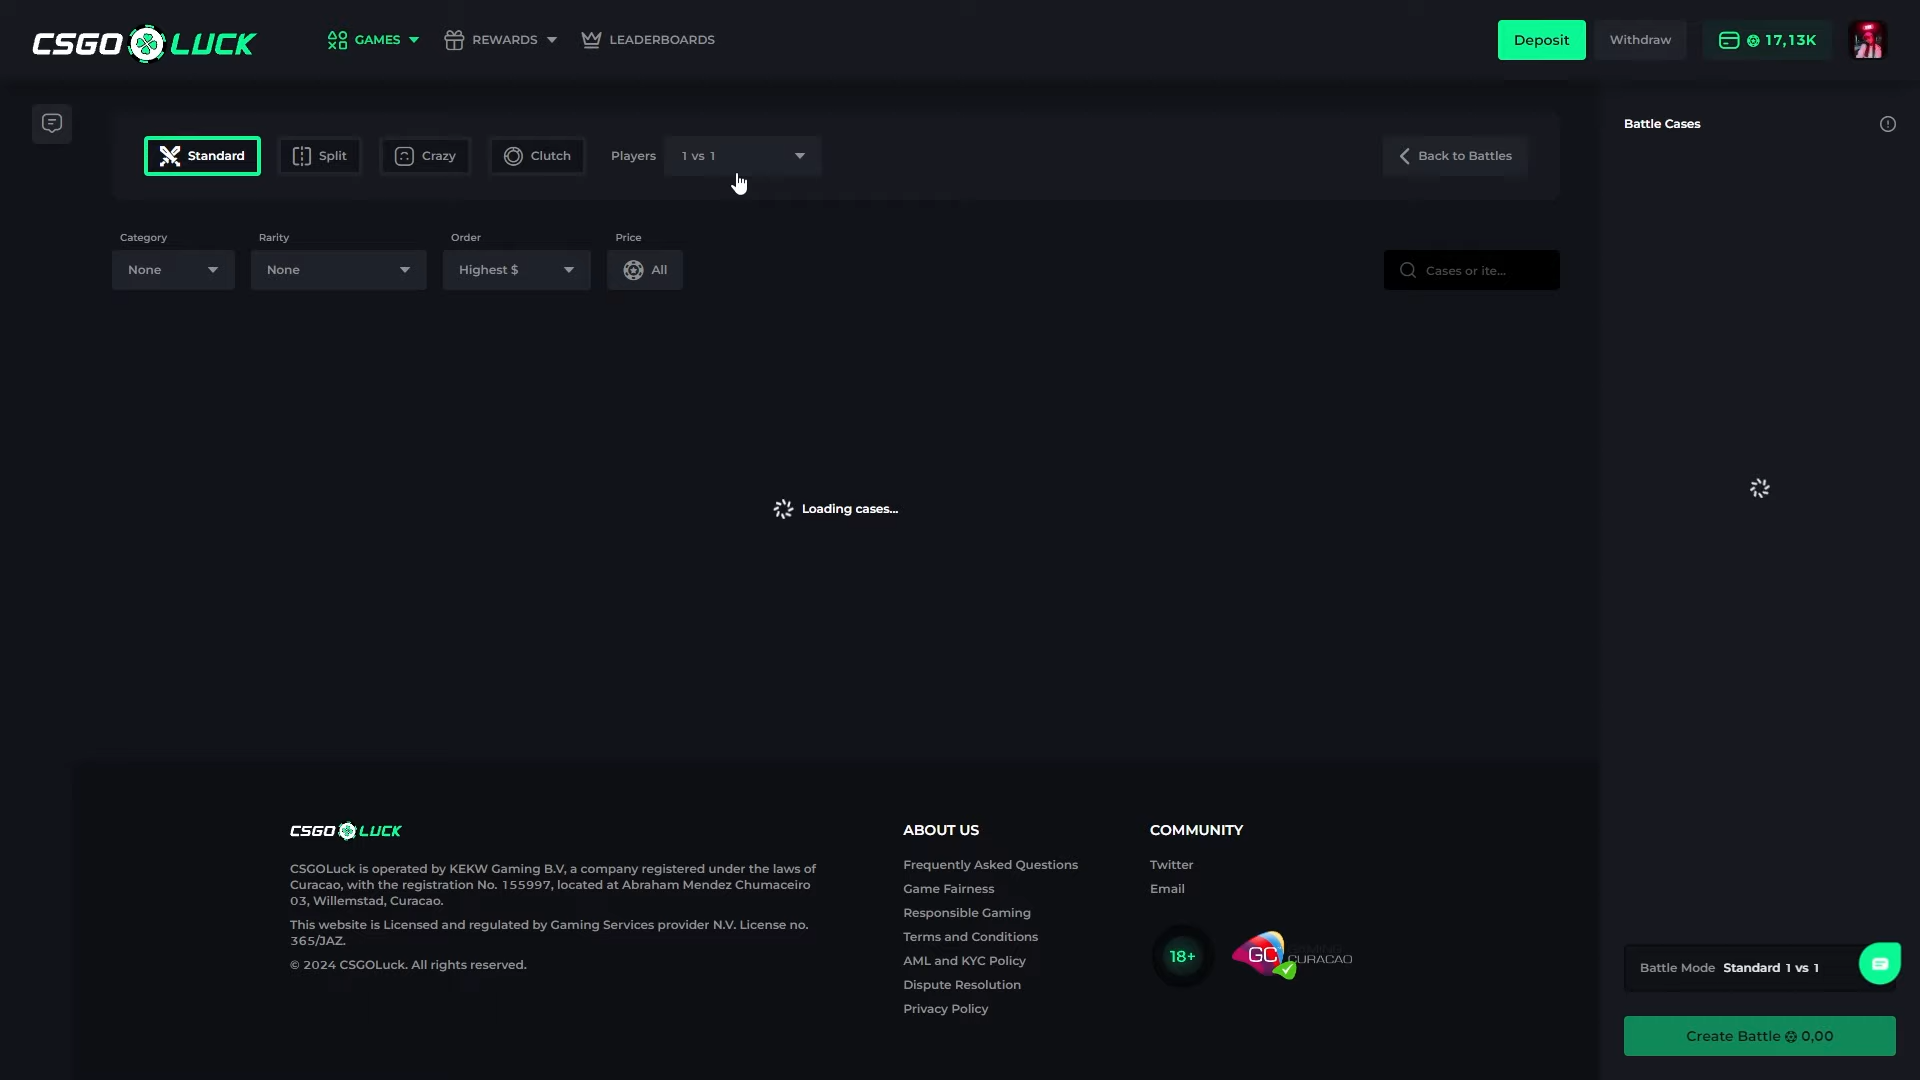 CSGO LUCK
GAMES
REWARDS
LEADERBOARDS
Deposit
Withdraw
17,13K
Standard
Split
Crazy
Clutch
Players
1 vs 1
Back to Battles
Battle Cases
Category
Rarity
Order
Price
None
None
Highest $
All
Cases or ite...
Loading cases...
CSGO LUCK
CSGOLuck is operated by KEKW Gaming B.V, a company registered under the laws of
Curacao, with the registration No. 155997, located at Abraham Mendez Chumaceiro
03, Willemstad, Curacao.
This website is Licensed and regulated by Gaming Services provider N.V. License no.
365/JAZ.
© 2024 CSGOLuck. All rights reserved.
ABOUT US
Frequently Asked Questions
Game Fairness
Responsible Gaming
Terms and Conditions
AML and KYC Policy
Dispute Resolution
Privacy Policy
COMMUNITY
Twitter
Email
18+
GC
GAMING
CURACAO
Battle Mode Standard 1 vs 1
Create Battle 0,00